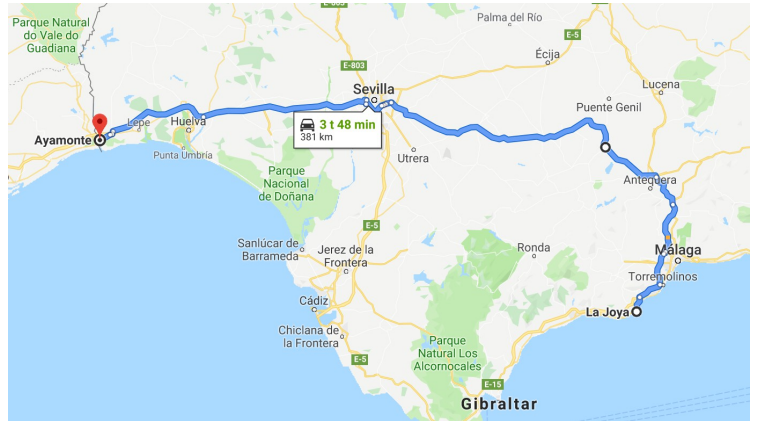 E-803
Parque Natural
do Vale do
Guadiana
Palma del Río
E-5
Écija
E-803
Sevilla
Lucena
Puente Genil
Lepe
Huelva
3 t 48 min
381 km
Ayamonte
Punta Umbría
Utrera
Parque
Nacional
de Doñana
Antequera
E-5
Sanlúcar de
Barrameda
Jerez de la
Frontera
Ronda
Málaga
Torremolinos
Cádiz
La Joya
Chiclana de
la Frontera
Parque
Natural Los
Alcornocales
E-5
E-15
Gibraltar